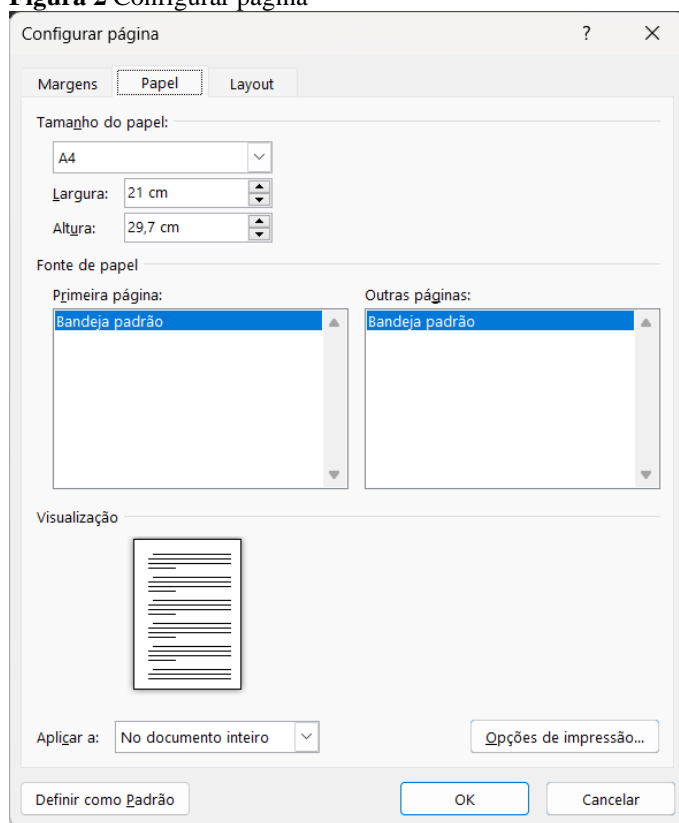 Figura 2 Configurar página
Configurar página ?
Margens Papel Layout
Tamanho do papel:
A4
Largura: 21 cm
Altura: 29,7 cm
Fonte de papel
Primeira página: Outras páginas:
Bandeja padrão Bandeja padrão
Visualização
Aplicar a: No documento inteiro Opções de impressão...
Definir como Padrão OK Cancelar